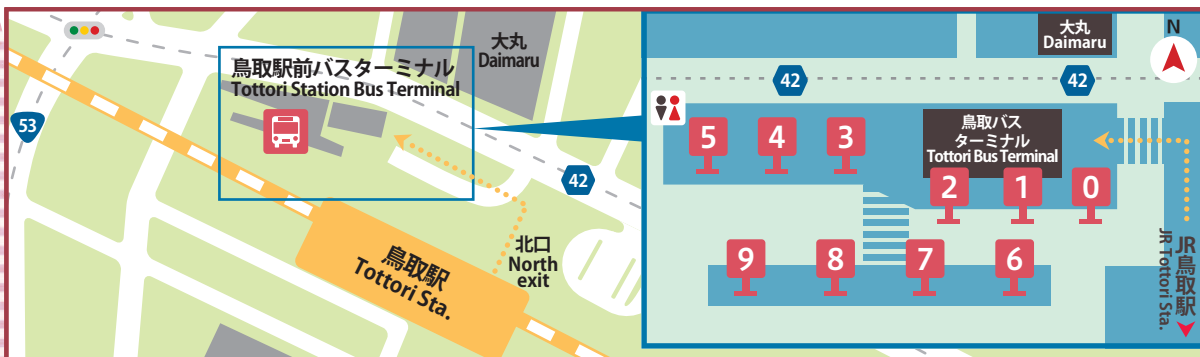 大丸
Daimaru
鳥取駅前バスターミナル
Tottori Station Bus Terminal
53
42
北口
North
exit
鳥取駅
Tottori Sta.
大丸
Daimaru
N
42
42
5
4
3
鳥取バス
ターミナル
Tottori Bus Terminal
2
1
0
9
8
7
6
JR鳥取駅
JR Tottori Sta.